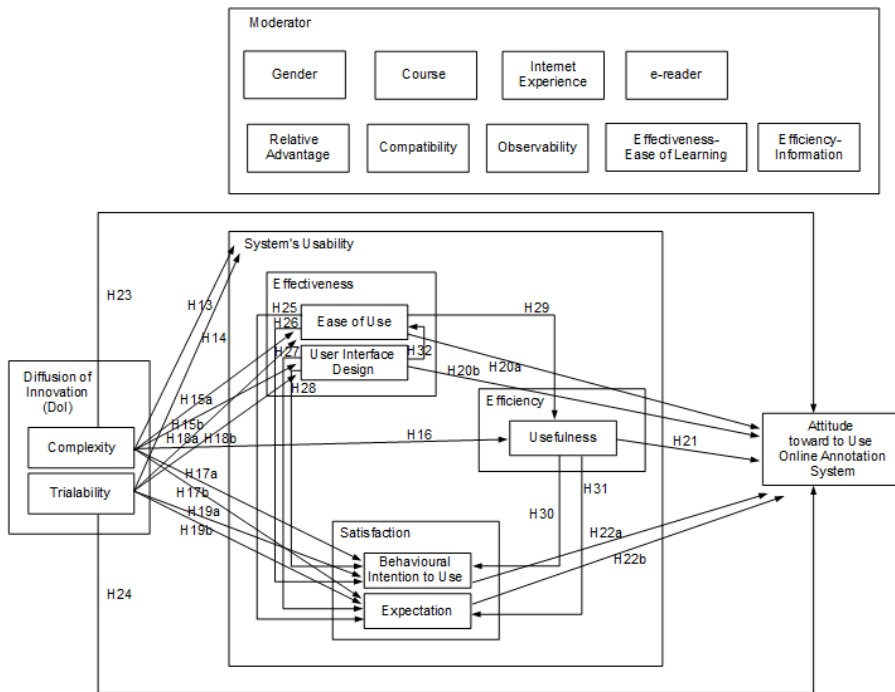 Moderator
Gender
Course
Internet
Experience
e-reader
Relative
Advantage
Compatibility
Observability
Effectiveness-
Ease of Learning
Efficiency-
Information
System's Usability
Effectiveness
H23
H13
H25
H29
H26
Ease of Use
H14
H27
User Interface
Design
H32
H20a
H20b
Diffusion of
Innovation
(DoI)
H28
H15a
Efficiency
H15b
Attitude
toward to Use
Online Annotation
System
Complexity
H18a
H18b
H16
Usefulness
H21
Trialability
H17a
H17b
H31
H19a
H30
H19b
Satisfaction
H22a
Behavioural
Intention to Use
H22b
H24
Expectation